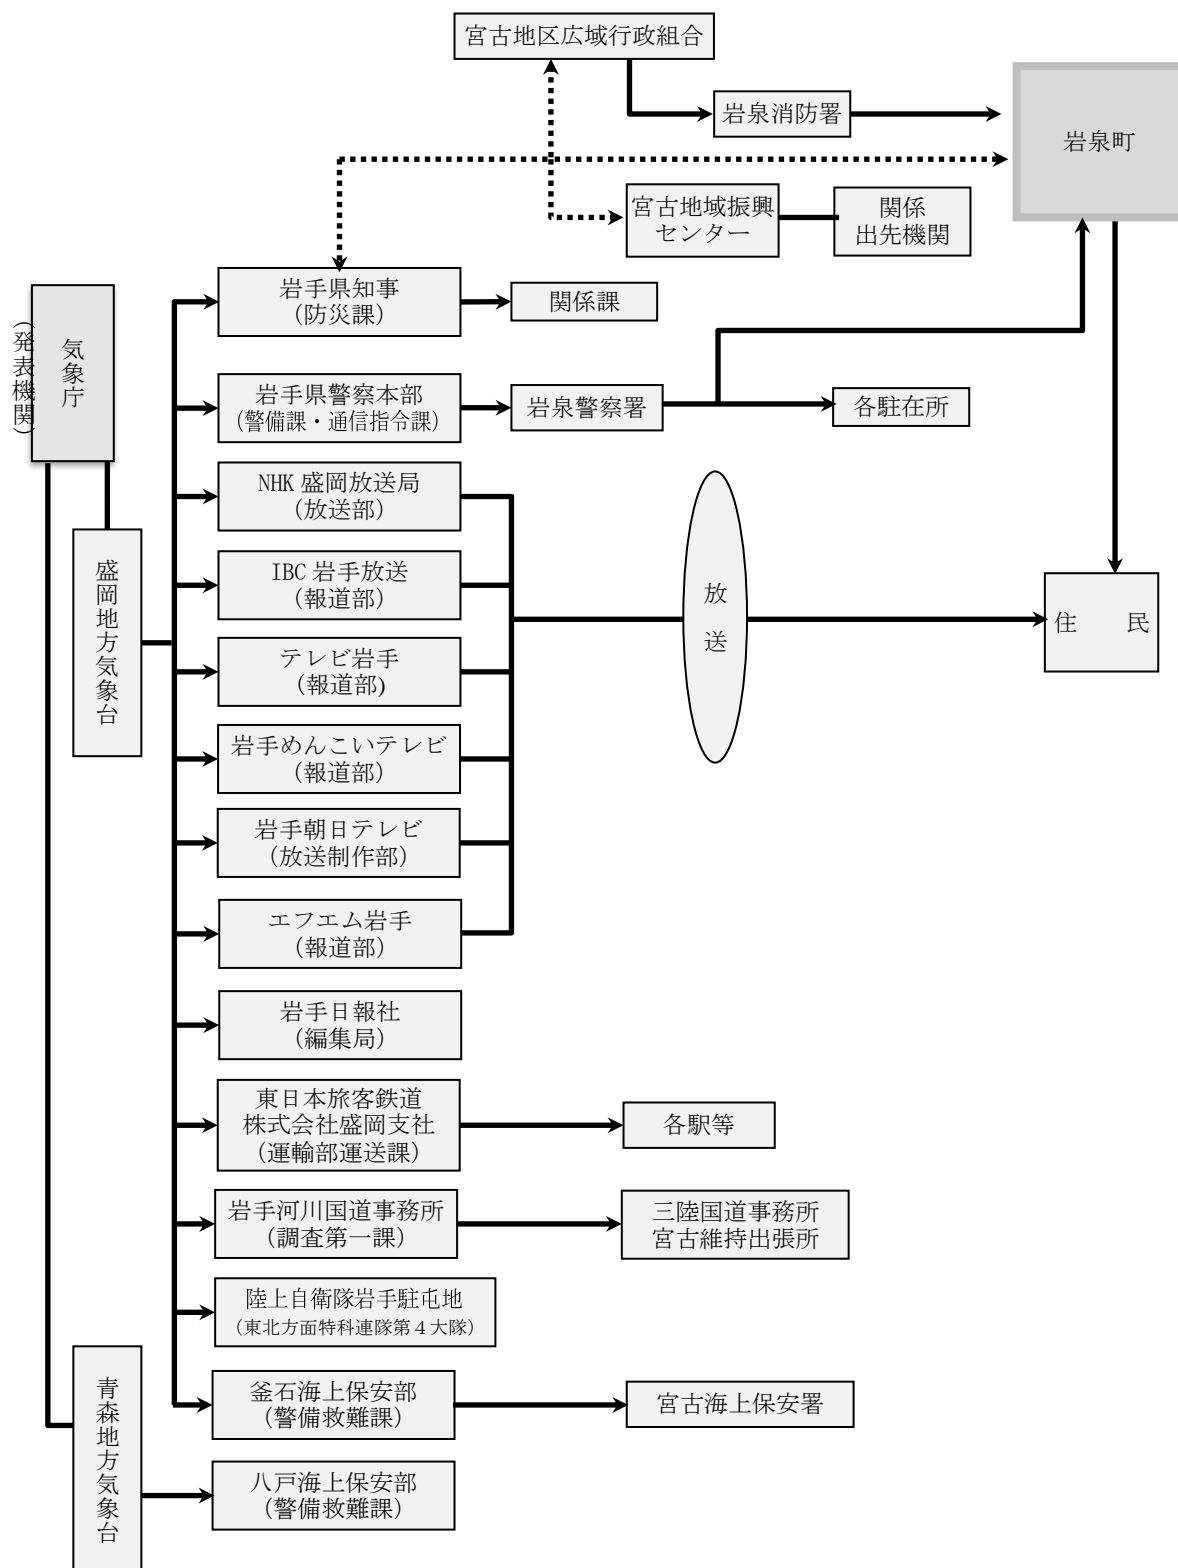 宮古地区広域行政組合
岩泉消防署
岩泉町
宮古地域振興
センター
関係
出先機関
岩手県知事
(防災課)
関係課
（発表機関）
気象庁
岩手県警察本部
（警備課・通信指令課）
岩泉警察署
各駐在所
NHK 盛岡放送局
（放送部）
盛岡地方気象台
IBC 岩手放送
（報道部）
放送
住　民
テレビ岩手
（報道部)
岩手めんこいテレビ
（報道部）
岩手朝日テレビ
（放送制作部）
エフエム岩手
（報道部）
岩手日報社
（編集局）
東日本旅客鉄道
株式会社盛岡支社
（運輸部運送課）
各駅等
岩手河川国道事務所
（調査第一課）
三陸国道事務所
宮古維持出張所
陸上自衛隊岩手駐屯地
（東北方面特科連隊第４大隊）
青森地方気象台
釜石海上保安部
（警備救難課）
宮古海上保安署
八戸海上保安部
（警備救難課）